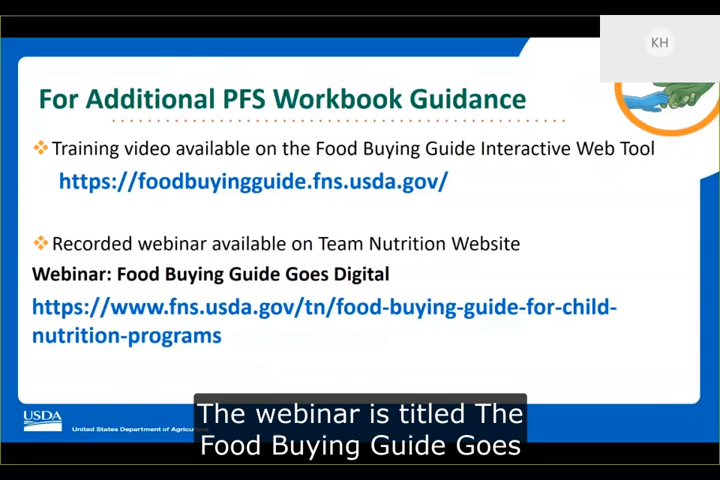 KH
For Additional PFS Workbook Guidance
Training video available on the Food Buying Guide Interactive Web Tool
https://foodbuyingguide.fns.usda.gov/
Recorded webinar available on Team Nutrition Website
Webinar: Food Buying Guide Goes Digital
https://www.fns.usda.gov/tn/food-buying-guide-for-child-
nutrition-programs
The webinar is titled The
Food Buying Guide Goes
USDA
United States Department of Agricul